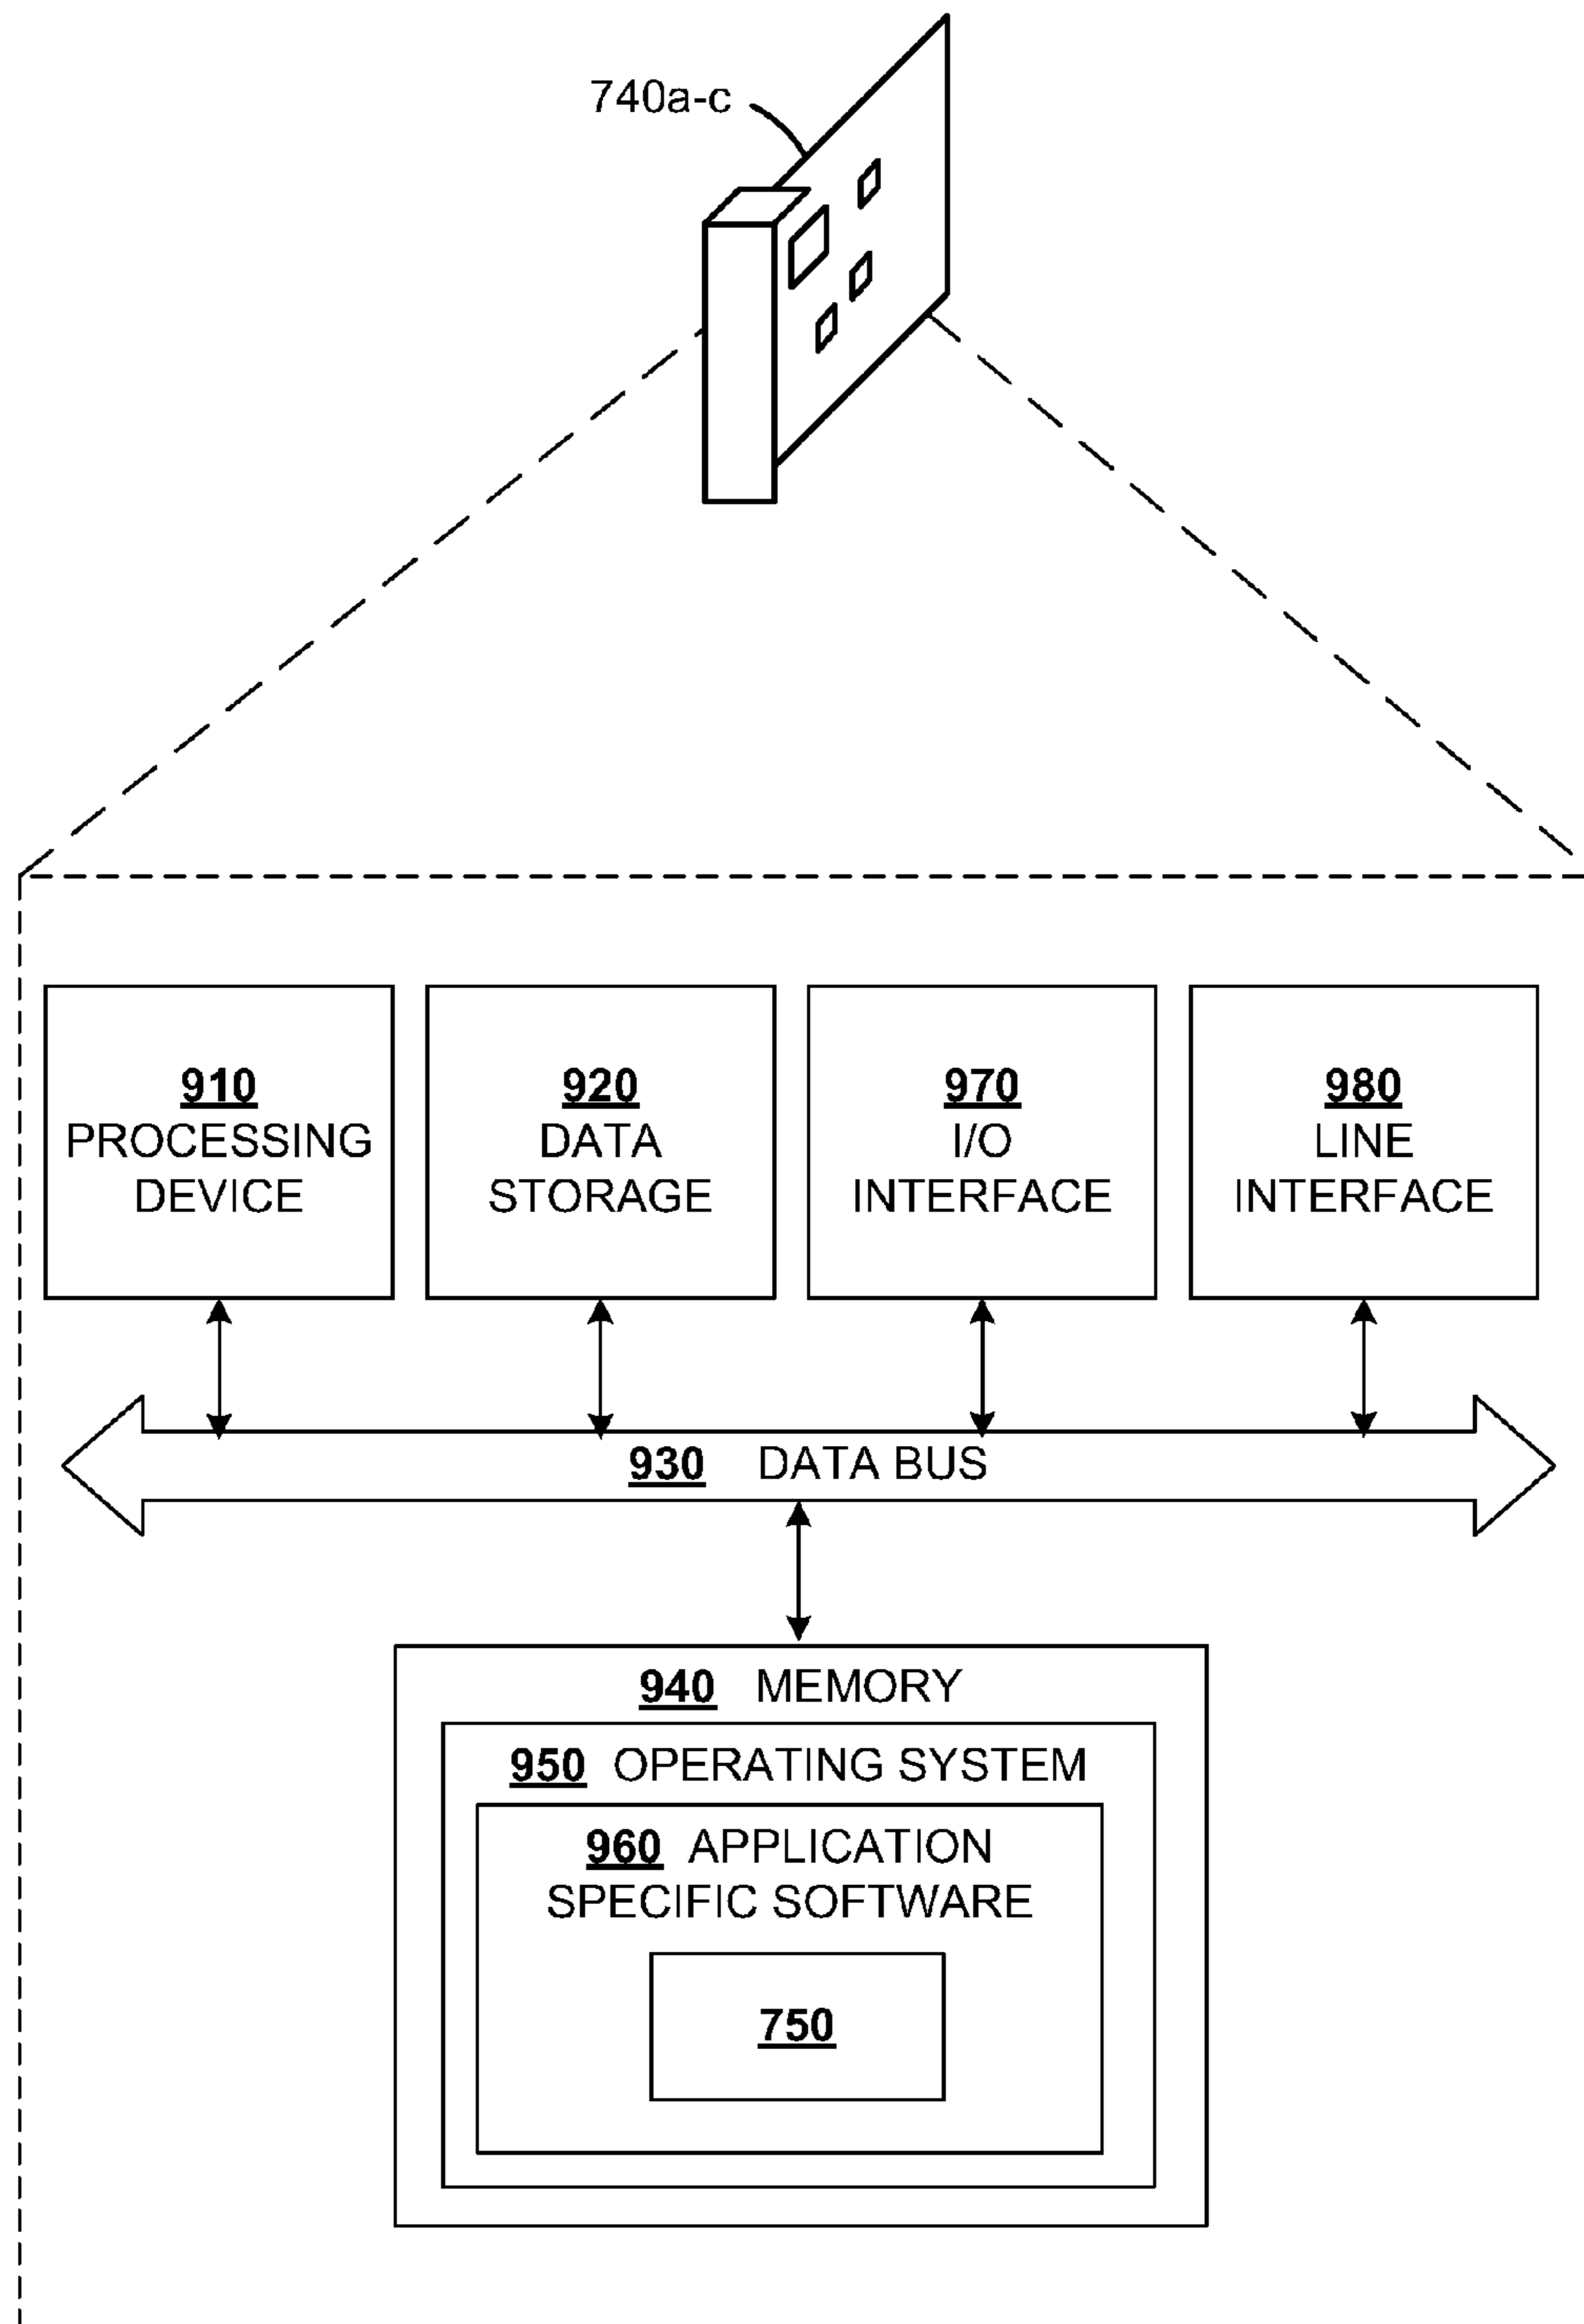 740a-c
910
PROCESSING
DEVICE
920
DATA
STORAGE
970
I/O
INTERFACE
980
LINE
INTERFACE
930 DATA BUS
940 MEMORY
950 OPERATING SYSTEM
960 APPLICATION
SPECIFIC SOFTWARE
750